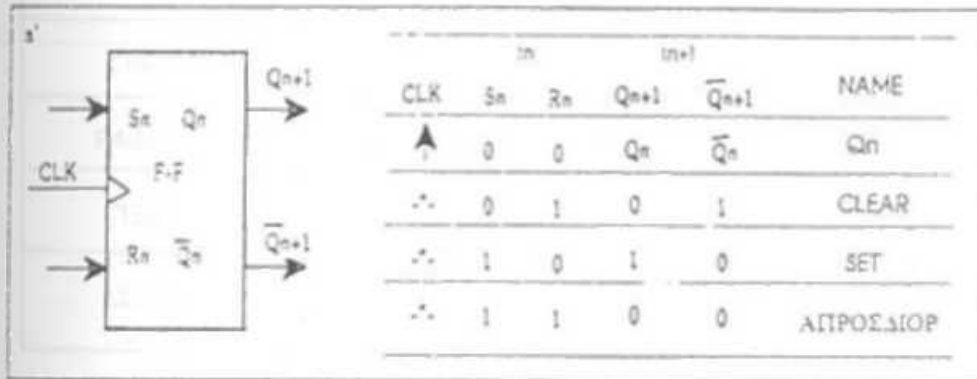 Qn+1
Sn Qn
CLK F-F
Rn Q̅n
Q̅n+1
tn tn+1
CLK Sn Rn Qn+1 Q̅n+1 NAME
0 0 Qn Q̅n Qn
0 1 0 1 CLEAR
1 0 1 0 SET
1 1 0 0 ΑΠΡΟΣΔΙΟΡ